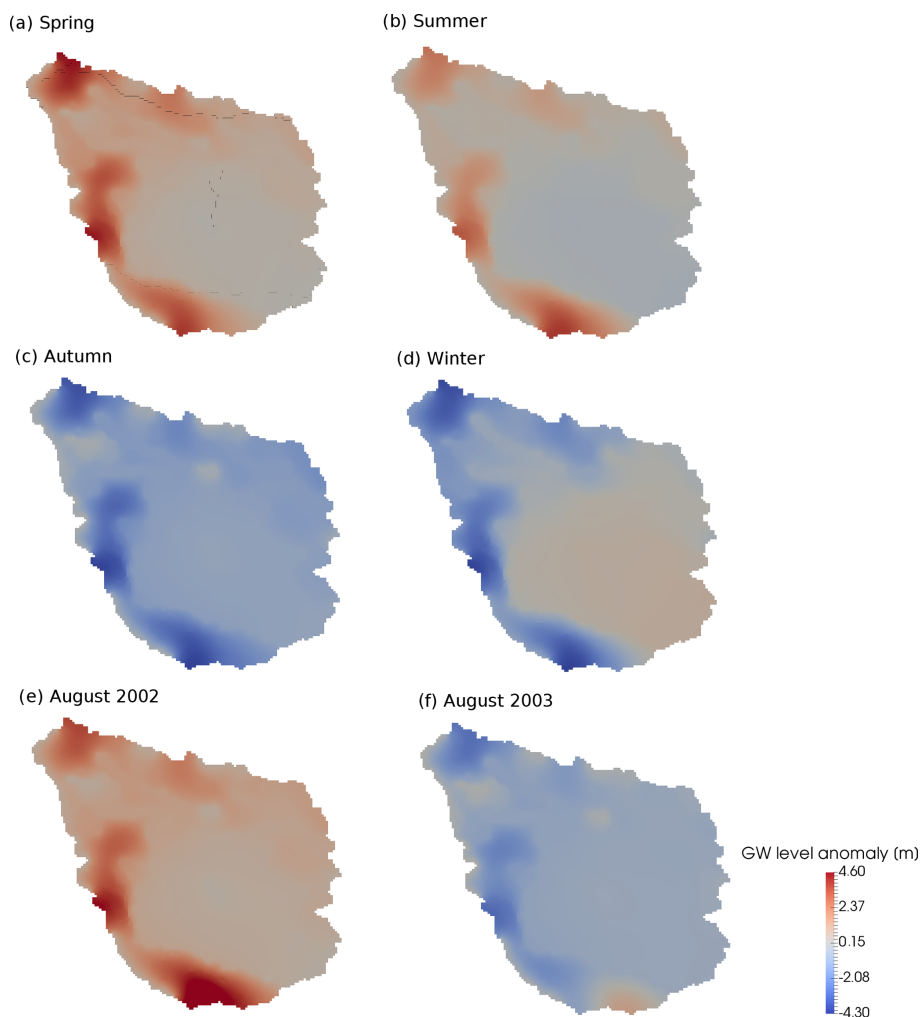 (a) Spring
(b) Summer
(c) Autumn
(d) Winter
(e) August 2002
(f) August 2003
GW level anomaly (m)
4.60
2.37
0.15
-2.08
-4.30